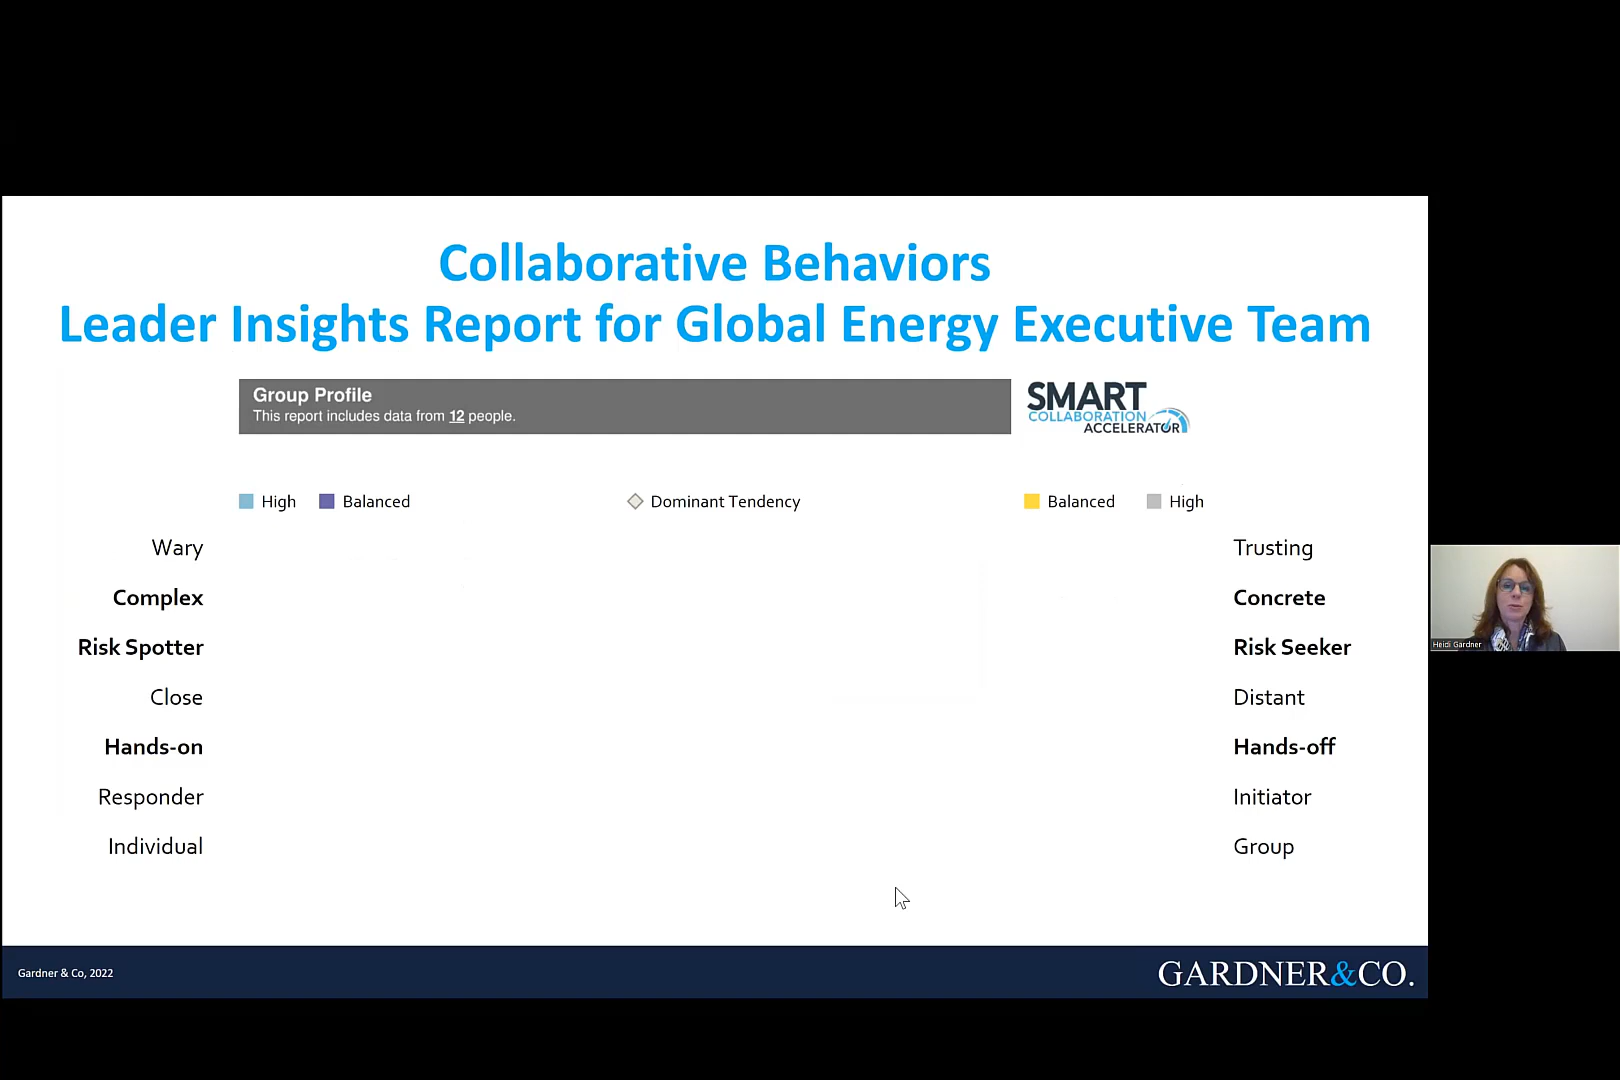 Collaborative Behaviors
Leader Insights Report for Global Energy Executive Team
Group Profile
This report includes data from 12 people.
SMART
COLLABORATION
ACCELERATOR
High
Balanced
Dominant Tendency
Balanced
High
Wary
Trusting
Complex
Concrete
Risk Spotter
Risk Seeker
Close
Distant
Hands-on
Hands-off
Responder
Initiator
Individual
Group
Heidi Gardner
Gardner & Co, 2022
GARDNER&CO.